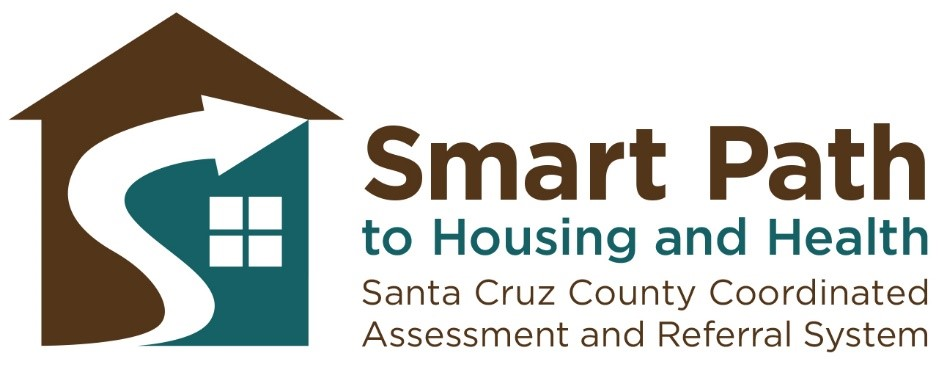 Smart Path
to Housing and Health
Santa Cruz County Coordinated
Assessment and Referral System